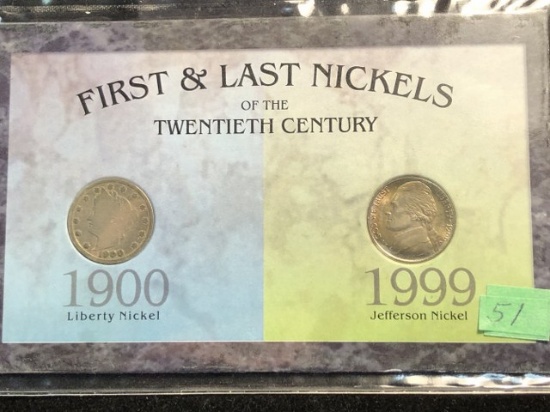 FIRST & LAST NICKELS
OF THE
TWENTIETH CENTURY
1900
Liberty Nickel
1999
Jefferson Nickel
51